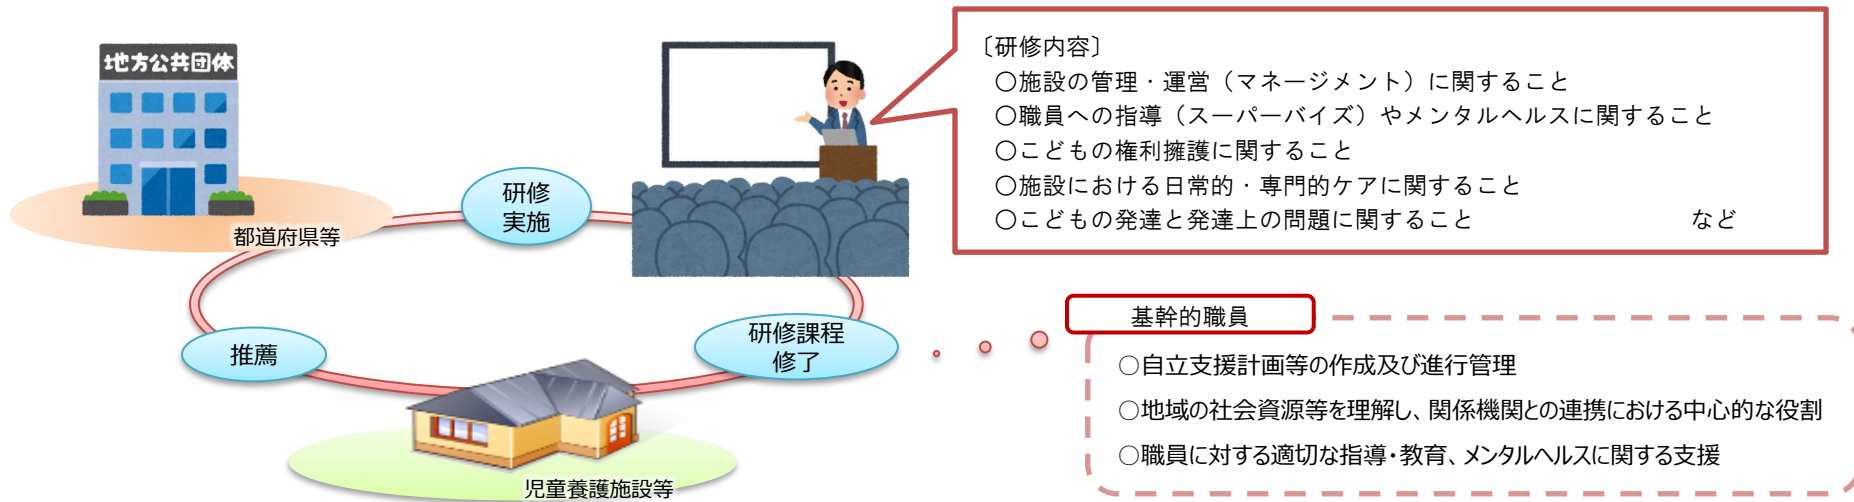 地方公共団体
都道府県等
研修
実施
〔研修内容〕
○施設の管理・運営（マネージメント）に関すること
○職員への指導（スーパーバイズ）やメンタルヘルスに関すること
○こどもの権利擁護に関すること
○施設における日常的・専門的ケアに関すること
○こどもの発達と発達上の問題に関すること　など
推薦
研修課程
修了
児童養護施設等
基幹的職員
○自立支援計画等の作成及び進行管理
○地域の社会資源等を理解し、関係機関との連携における中心的な役割
○職員に対する適切な指導・教育、メンタルヘルスに関する支援